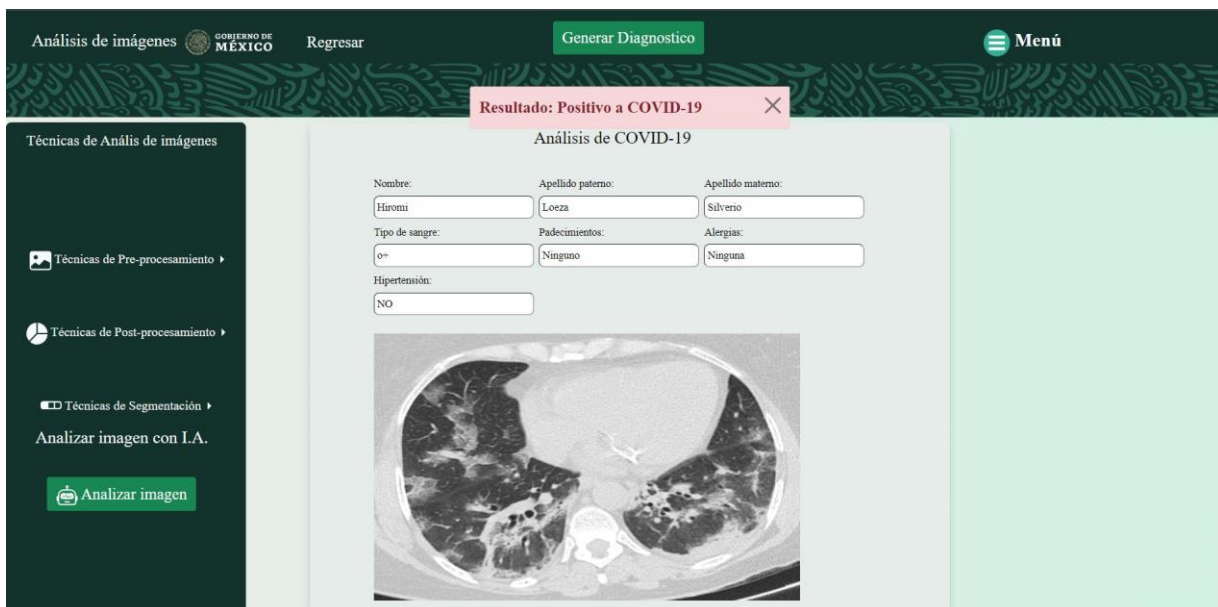 Análisis de imágenes GOBIERNO DE MÉXICO Regresar Generar Diagnostico Menú
Resultado: Positivo a COVID-19
Técnicas de Anális de imágenes
Técnicas de Pre-procesamiento
Técnicas de Post-procesamiento
Técnicas de Segmentación
Analizar imagen con I.A.
Analizar imagen
Análisis de COVID-19
Nombre: Apellido paterno: Apellido materno:
Hiromi Loeza Silverio
Tipo de sangre: Padecimientos: Alergias:
o+ Ninguno Ninguna
Hipertensión:
NO